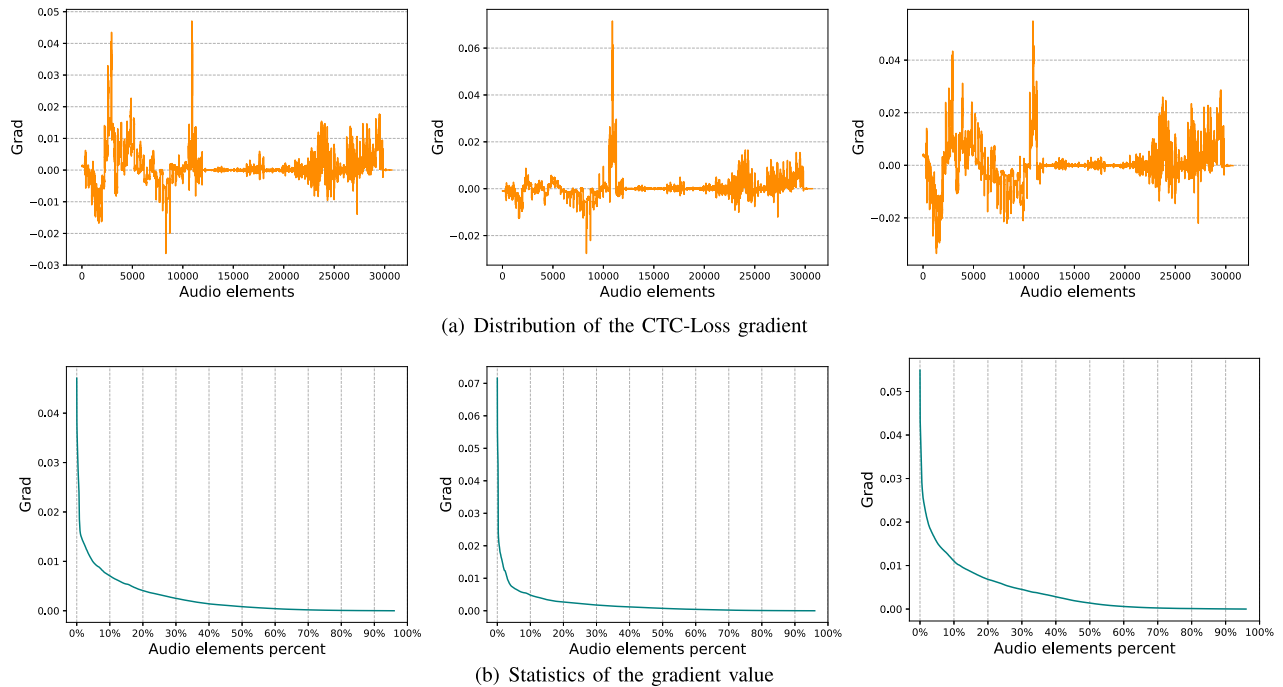 0.05
0.04
0.03
0.02
0.01
0.00
−0.01
−0.02
−0.03
Grad
0 5000 10000 15000 20000 25000 30000
Audio elements
0.06
0.04
0.02
0.00
−0.02
Grad
0 5000 10000 15000 20000 25000 30000
Audio elements
0.04
0.02
0.00
−0.02
Grad
0 5000 10000 15000 20000 25000 30000
Audio elements
(a) Distribution of the CTC-Loss gradient
0.04
0.03
0.02
0.01
0.00
Grad
0% 10% 20% 30% 40% 50% 60% 70% 80% 90% 100%
Audio elements percent
0.07
0.06
0.05
0.04
0.03
0.02
0.01
0.00
Grad
0% 10% 20% 30% 40% 50% 60% 70% 80% 90% 100%
Audio elements percent
0.05
0.04
0.03
0.02
0.01
0.00
Grad
0% 10% 20% 30% 40% 50% 60% 70% 80% 90% 100%
Audio elements percent
(b) Statistics of the gradient value